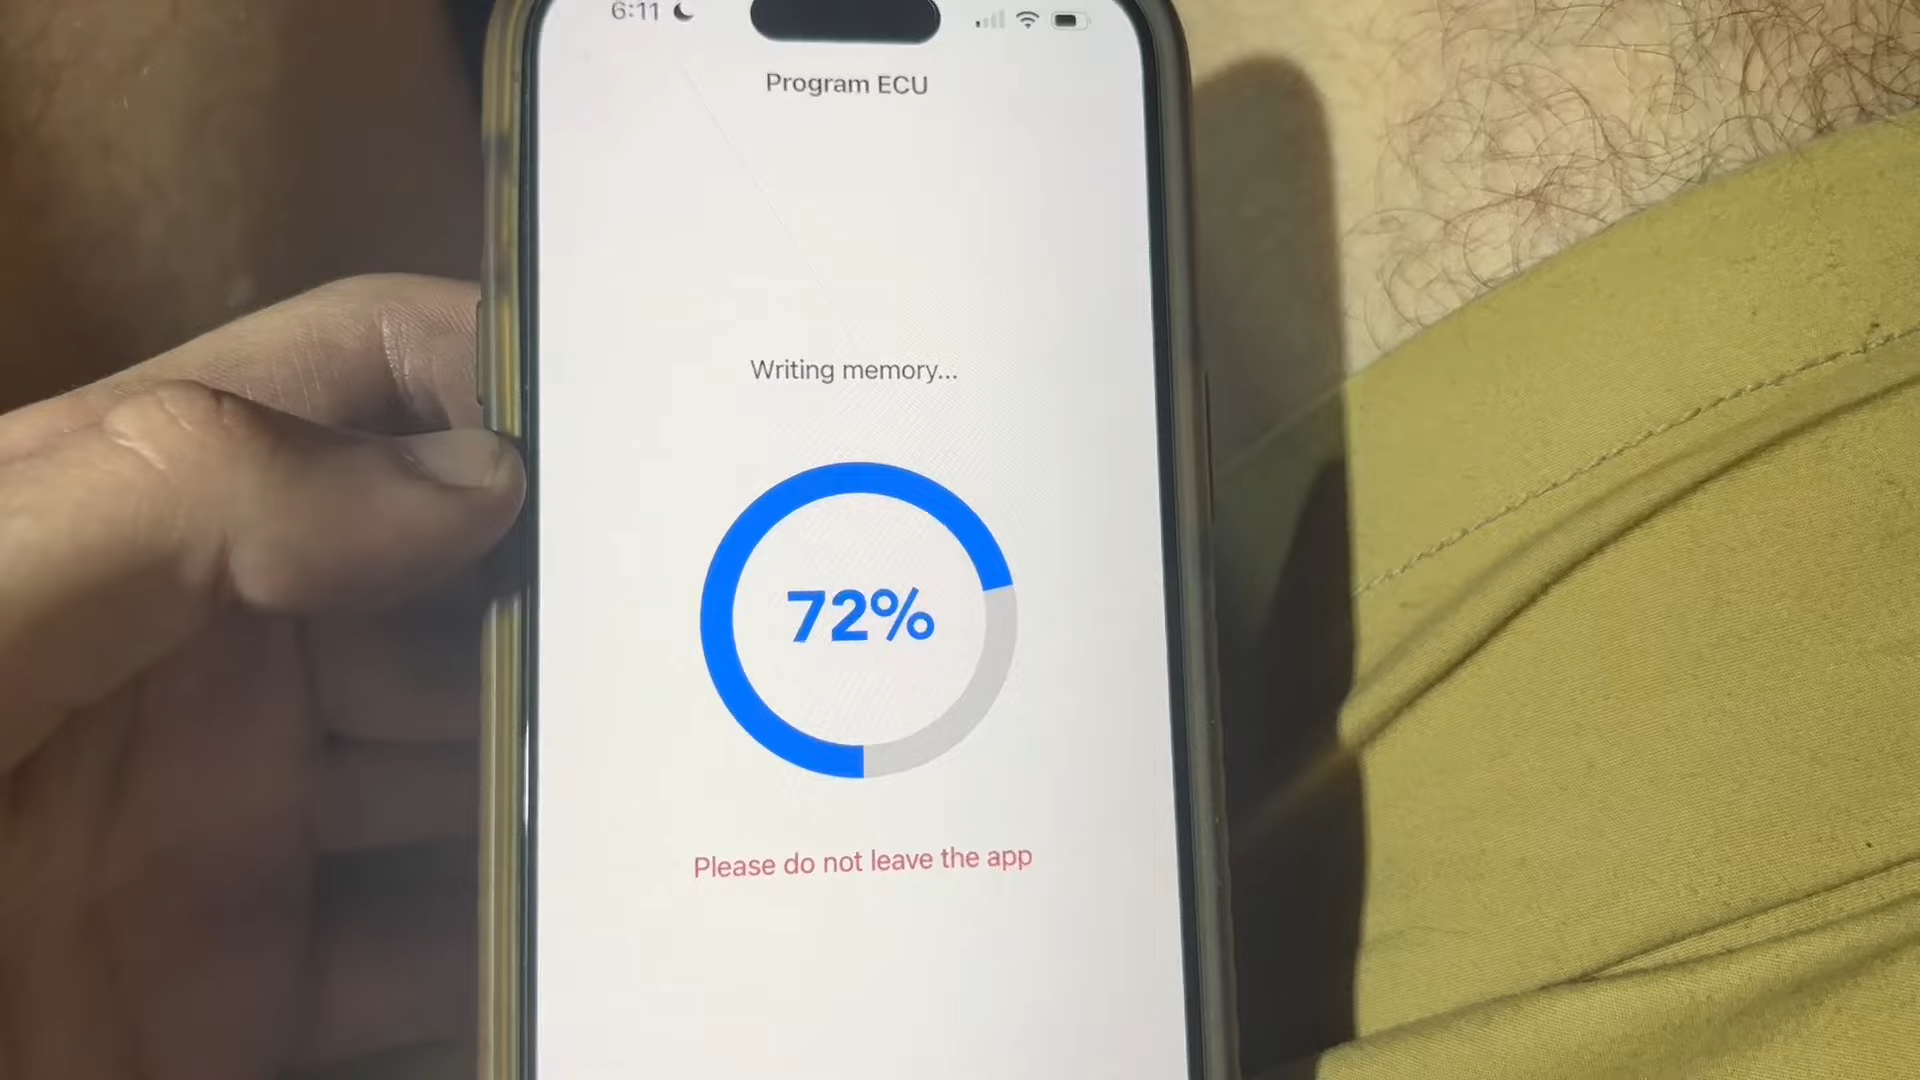 6:11
Program ECU
Writing memory...
72%
Please do not leave the app